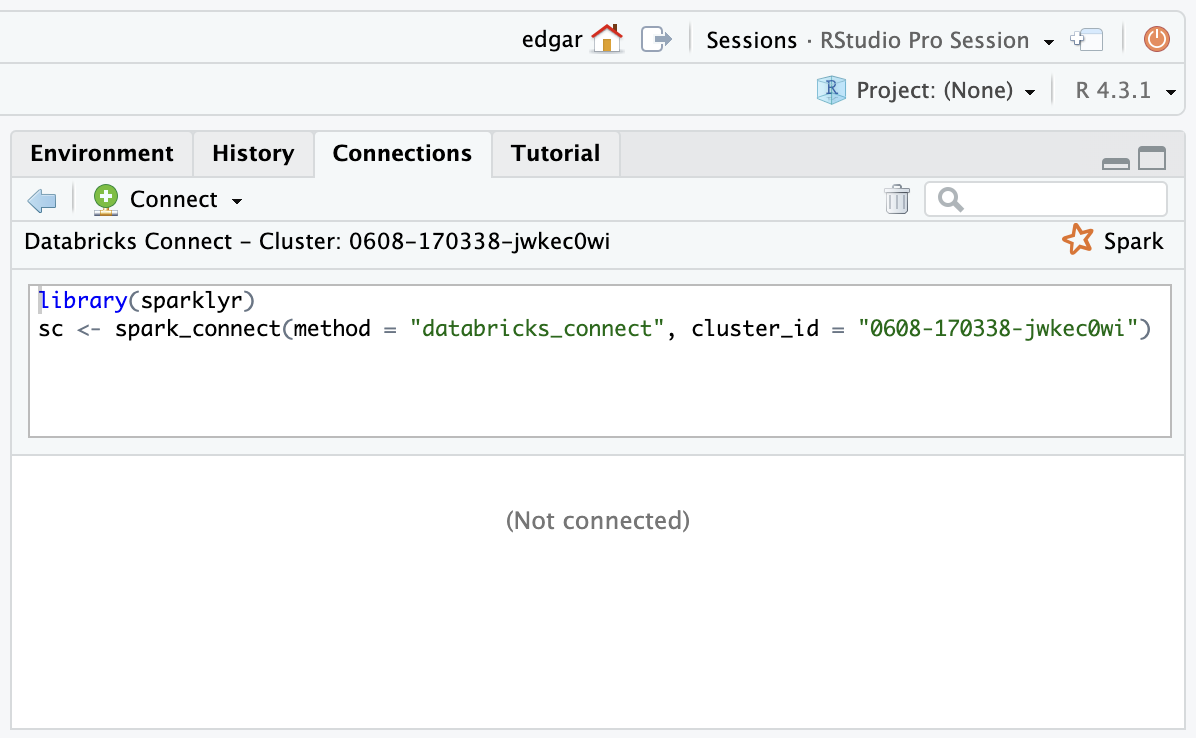 edgar Sessions · RStudio Pro Session
R Project: (None) R 4.3.1
Environment History Connections Tutorial
Connect
Databricks Connect – Cluster: 0608-170338-jwkec0wi Spark
library(sparklyr)
sc <- spark_connect(method = "databricks_connect", cluster_id = "0608-170338-jwkec0wi")
(Not connected)